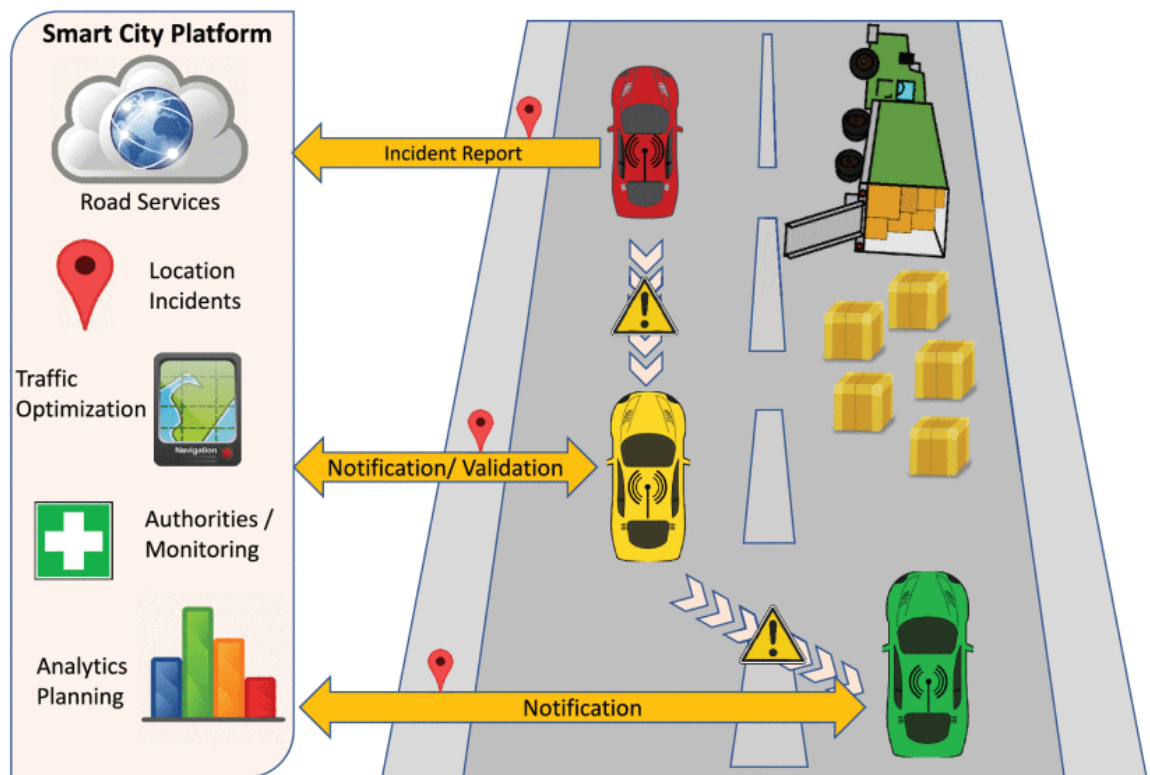 Smart City Platform
Road Services
Location
Incidents
Traffic
Optimization
Navigation
Authorities /
Monitoring
Analytics
Planning
Incident Report
Notification/ Validation
Notification